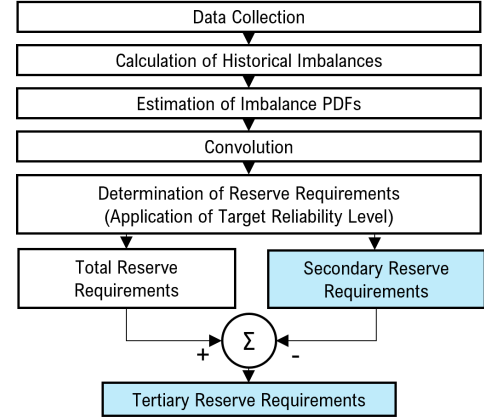 Data Collection
Calculation of Historical Imbalances
Estimation of Imbalance PDFs
Convolution
Determination of Reserve Requirements
(Application of Target Reliability Level)
Total Reserve
Requirements
Secondary Reserve
Requirements
Σ
+ -
Tertiary Reserve Requirements